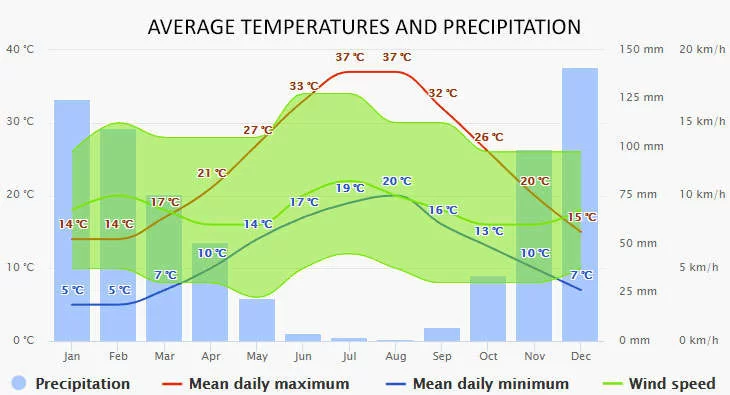 AVERAGE TEMPERATURES AND PRECIPITATION
40 °C 150 mm 20 km/h
37 °C 37 °C
33 °C 32 °C
125 mm
30 °C 27 °C 26 °C 15 km/h
100 mm
21 °C 20 °C
20 °C 17 °C 17 °C 19 °C 20 °C 75 mm 10 km/h
14 °C 14 °C 14 °C 16 °C 15 °C
13 °C
10 °C 10 °C 50 mm
10 °C 7 °C 7 °C 5 km/h
5 °C 5 °C 25 mm
0 °C 0 mm 0 km/h
Jan Feb Mar Apr May Jun Jul Aug Sep Oct Nov Dec
Precipitation Mean daily maximum Mean daily minimum Wind speed